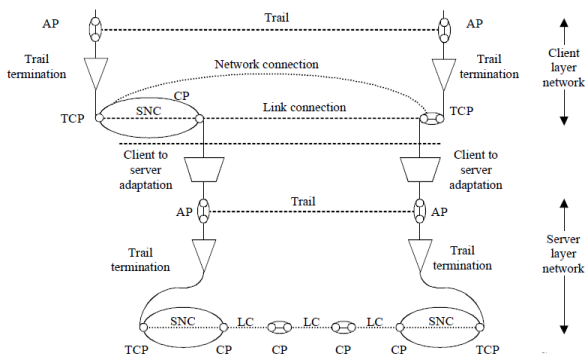 Trail
AP
AP
Trail
termination
Trail
termination
Client
layer
network
Network connection
CP
SNC
Link connection
TCP
TCP
Client to
server
adaptation
Client to
server
adaptation
Trail
AP
AP
Trail
termination
Trail
termination
Server
layer
network
SNC
LC
LC
LC
SNC
TCP
CP
CP
CP
CP
TCP